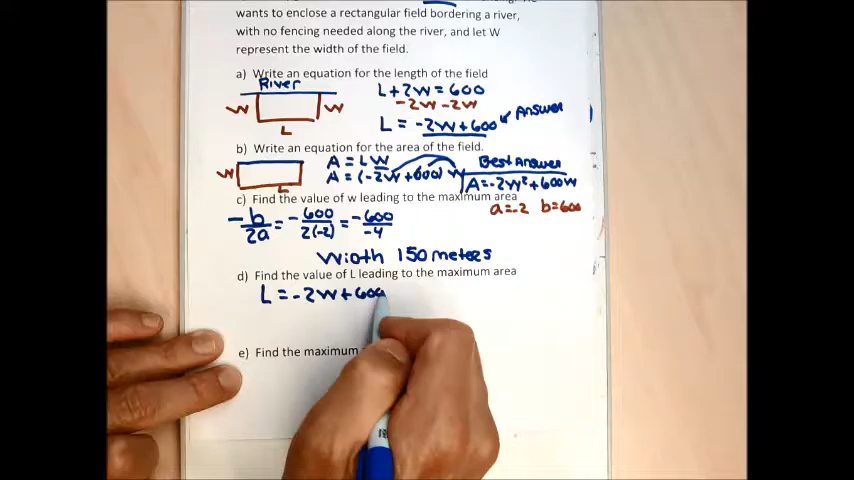 wants to enclose a rectangular field bordering a river,
with no fencing needed along the river, and let W
represent the width of the field.
a) Write an equation for the length of the field
River
W W
L
L + 2W = 600
-2W -2W
L = -2W + 600 Answer
b) Write an equation for the area of the field.
W
L
A = LW
A = (-2W + 600) W
Best Answer
A = -2W² + 600W
c) Find the value of w leading to the maximum area
a=-2 b=600
-b/2a = -600/2(-2) = -600/-4
Width 150 meters
d) Find the value of L leading to the maximum area
L = -2W + 600
e) Find the maximum